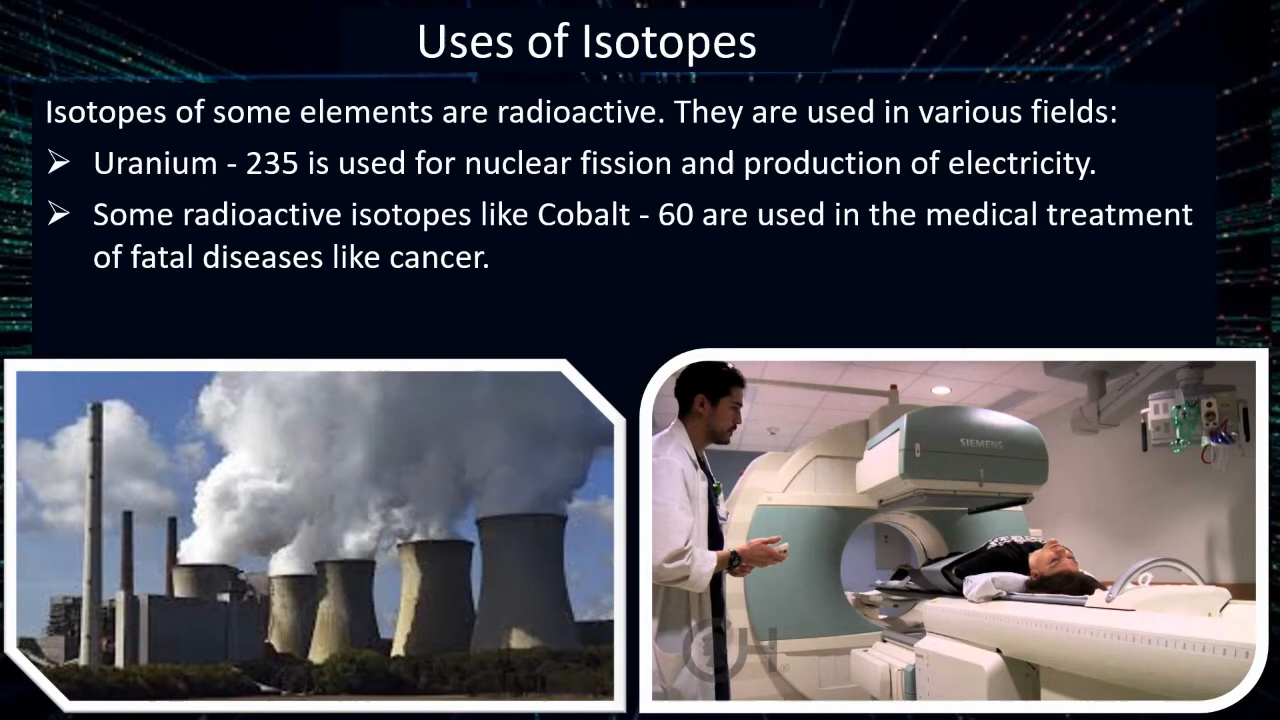 Uses of Isotopes
Isotopes of some elements are radioactive. They are used in various fields:
➢ Uranium - 235 is used for nuclear fission and production of electricity.
➢ Some radioactive isotopes like Cobalt - 60 are used in the medical treatment
of fatal diseases like cancer.
SIEMENS
1